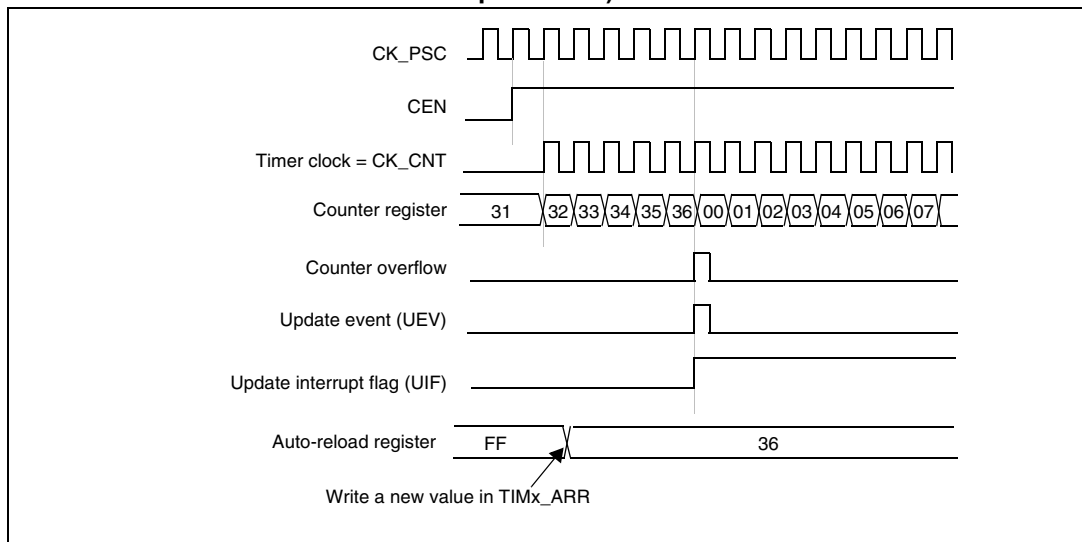 CK_PSC
CEN
Timer clock = CK_CNT
Counter register 31 32 33 34 35 36 00 01 02 03 04 05 06 07
Counter overflow
Update event (UEV)
Update interrupt flag (UIF)
Auto-reload register FF 36
Write a new value in TIMx_ARR